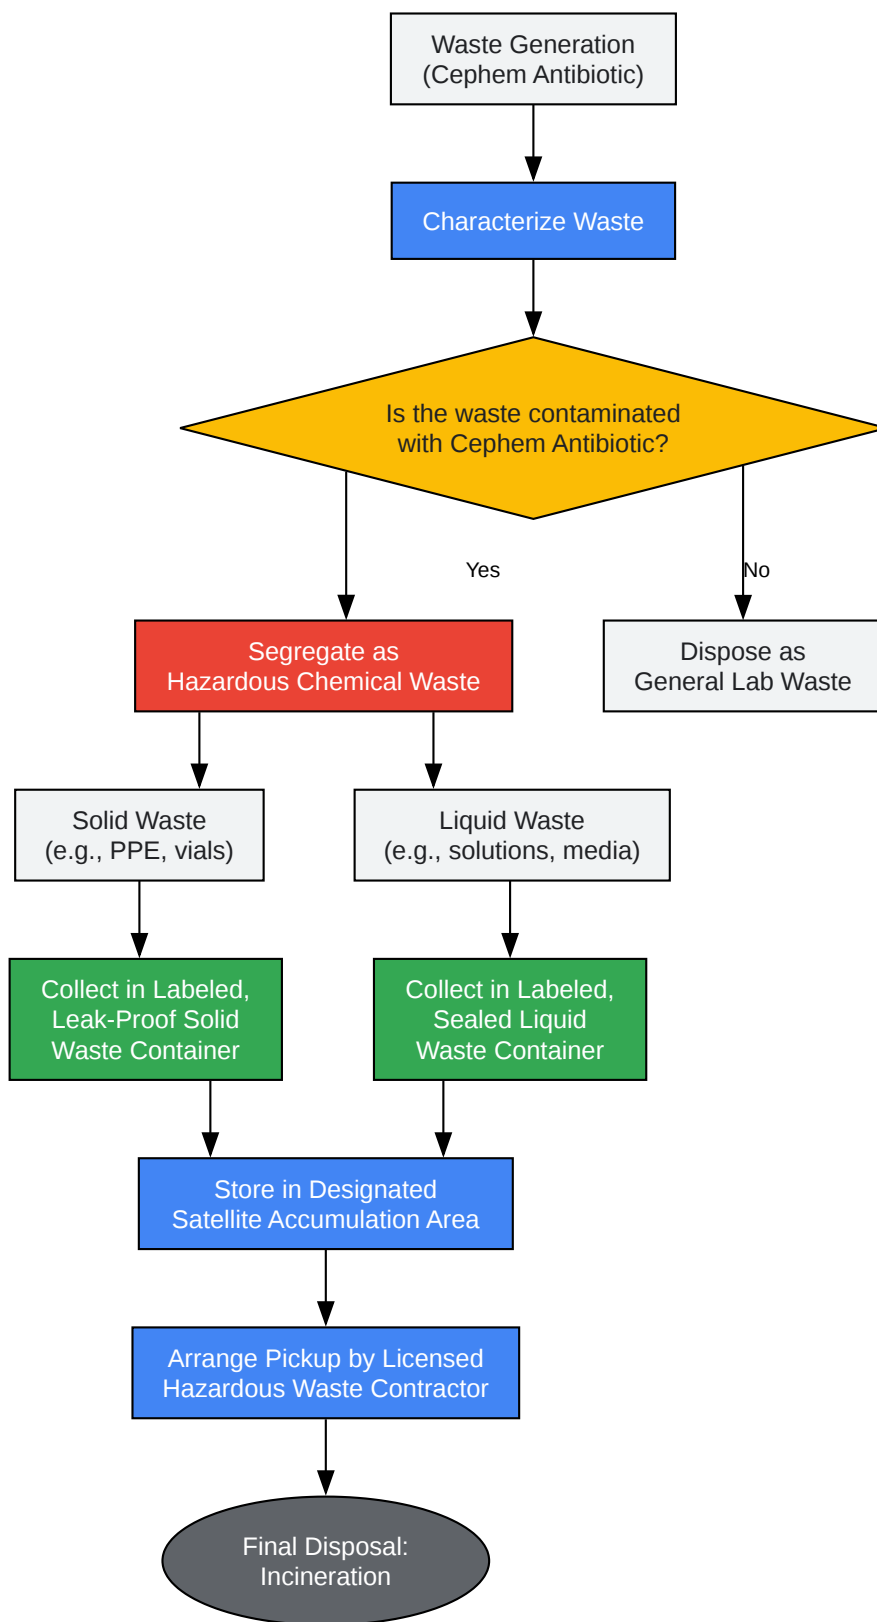 Waste Generation
(Cephem Antibiotic)
Characterize Waste
Is the waste contaminated
with Cephem Antibiotic?
Yes
No
Segregate as
Hazardous Chemical Waste
Dispose as
General Lab Waste
Solid Waste
(e.g., PPE, vials)
Liquid Waste
(e.g., solutions, media)
Collect in Labeled,
Leak-Proof Solid
Waste Container
Collect in Labeled,
Sealed Liquid
Waste Container
Store in Designated
Satellite Accumulation Area
Arrange Pickup by Licensed
Hazardous Waste Contractor
Final Disposal:
Incineration